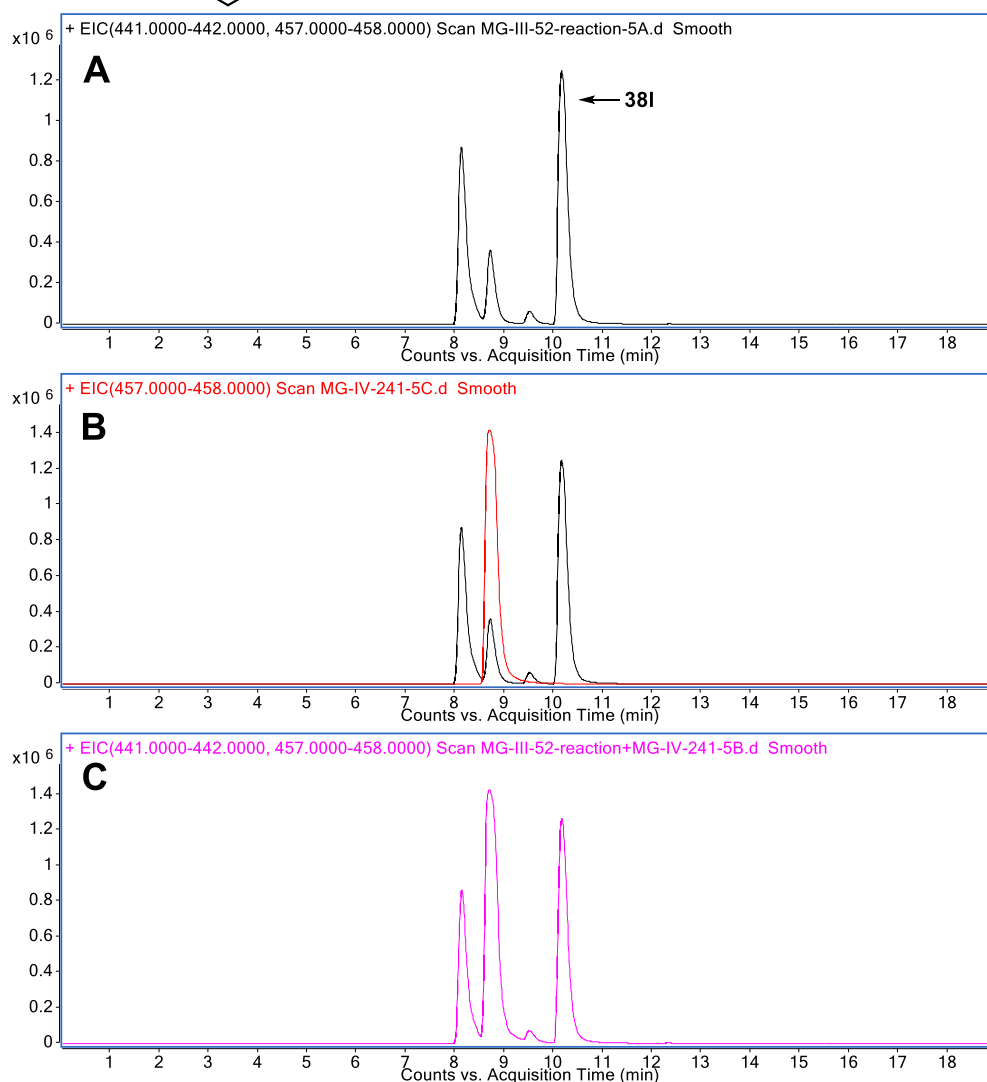 + EIC(441.0000-442.0000, 457.0000-458.0000) Scan MG-III-52-reaction-5A.d Smooth
x10 6
A
1.2
1
0.8
0.6
0.4
0.2
0
38l
1 2 3 4 5 6 7 8 9 10 11 12 13 14 15 16 17 18
Counts vs. Acquisition Time (min)
+ EIC(457.0000-458.0000) Scan MG-IV-241-5C.d Smooth
x10 6
B
1.4
1.2
1
0.8
0.6
0.4
0.2
0
1 2 3 4 5 6 7 8 9 10 11 12 13 14 15 16 17 18
Counts vs. Acquisition Time (min)
+ EIC(441.0000-442.0000, 457.0000-458.0000) Scan MG-III-52-reaction+MG-IV-241-5B.d Smooth
x10 6
C
1.4
1.2
1
0.8
0.6
0.4
0.2
0
1 2 3 4 5 6 7 8 9 10 11 12 13 14 15 16 17 18
Counts vs. Acquisition Time (min)